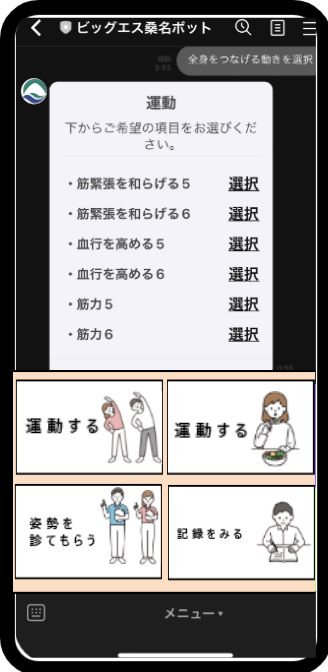 ビッグエス桑名ボット
全身をつなげる動きを選択
既読
0:55
運動
下からご希望の項目をお選びくだ
さい。
・筋緊張を和らげる5 選択
・筋緊張を和らげる6 選択
・血行を高める5 選択
・血行を高める6 選択
・筋力5 選択
・筋力6 選択
運動する
運動する
姿勢を
診てもらう
記録をみる
メニュー▾